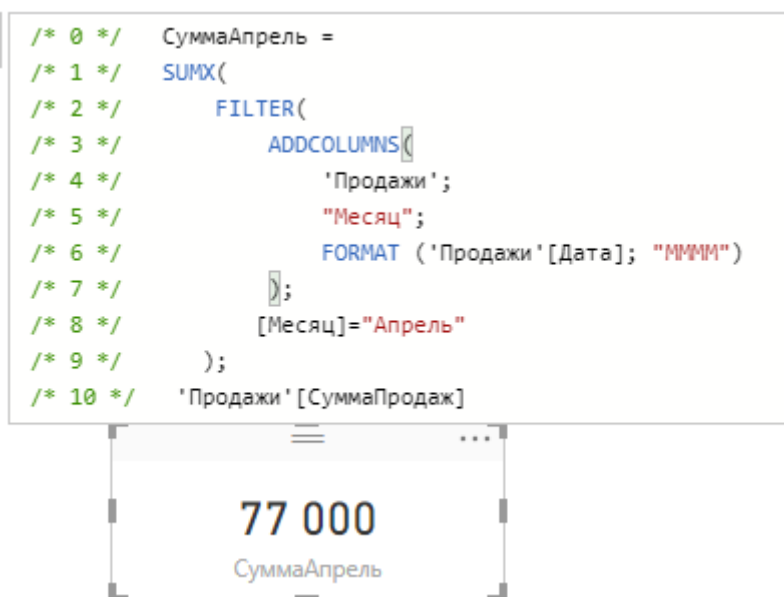 /* 0 */ СуммаАпрель =
/* 1 */ SUMX(
/* 2 */ FILTER(
/* 3 */ ADDCOLUMNS(
/* 4 */ 'Продажи';
/* 5 */ "Месяц";
/* 6 */ FORMAT ('Продажи'[Дата]; "MMMM")
/* 7 */ );
/* 8 */ [Месяц]="Апрель"
/* 9 */ );
/* 10 */ 'Продажи'[СуммаПродаж]
77 000
СуммаАпрель